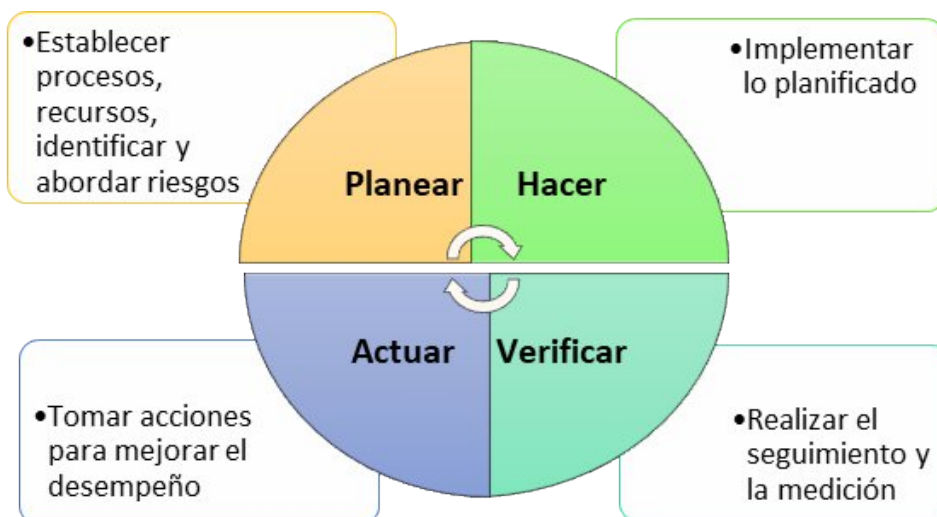 •Establecer
procesos,
recursos,
identificar y
abordar riesgos
•Implementar
lo planificado
Planear
Hacer
Actuar
Verificar
•Tomar acciones
para mejorar el
desempeño
•Realizar el
seguimiento y
la medición